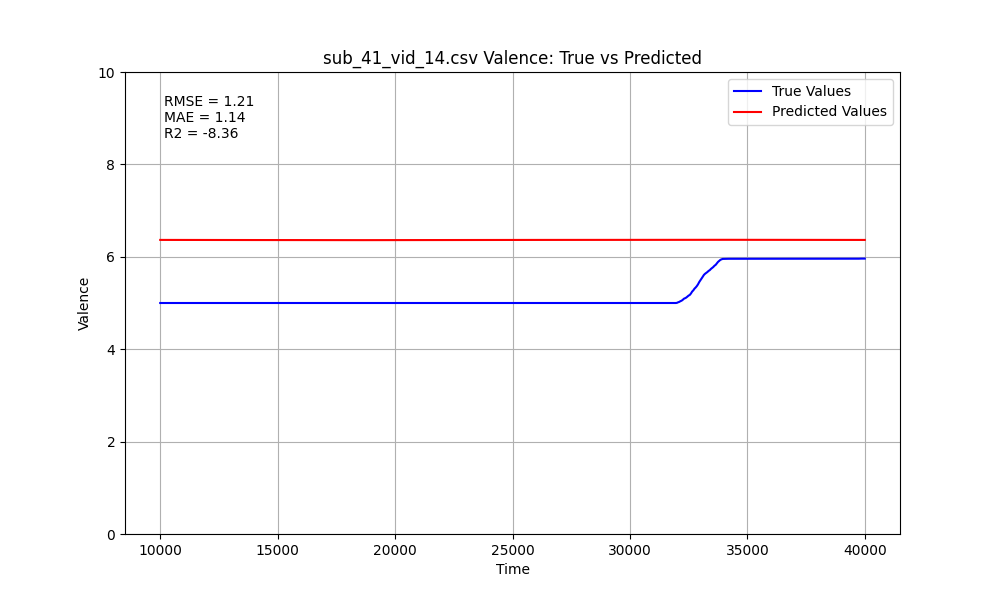 sub_41_vid_14.csv Valence: True vs Predicted
RMSE = 1.21
MAE = 1.14
R2 = -8.36
True Values
Predicted Values
10
8
6
4
2
0
Valence
10000 15000 20000 25000 30000 35000 40000
Time